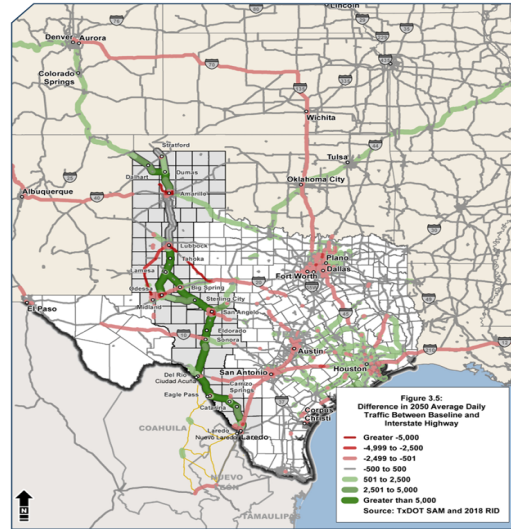 Lincoln
Denver
Aurora
Colorado
Springs
Wichita
Stratford
Tulsa
Dalhart
Dumas
Albuquerque
Amarillo
Oklahoma City
Lubbock
Tahoka
Plano
Dallas
Lamesa
Fort Worth
Big Spring
Odessa
Midland
Sterling City
El Paso
San Angelo
Eldorado
Sonora
Austin
Houston
San Antonio
Del Rio
Ciudad Acuña
Carrizo
Springs
Eagle Pass
Catarina
Corpus
Christi
COAHUILA
Laredo
Nuevo Laredo
Laredo
NUEVO
LEÓN
TAMAULIPAS
N
Figure 3.5:
Difference in 2050 Average Daily
Traffic Between Baseline and
Interstate Highway
Greater -5,000
-4,999 to -2,500
-2,499 to -501
-500 to 500
501 to 2,500
2,501 to 5,000
Greater than 5,000
Source: TxDOT SAM and 2018 RID